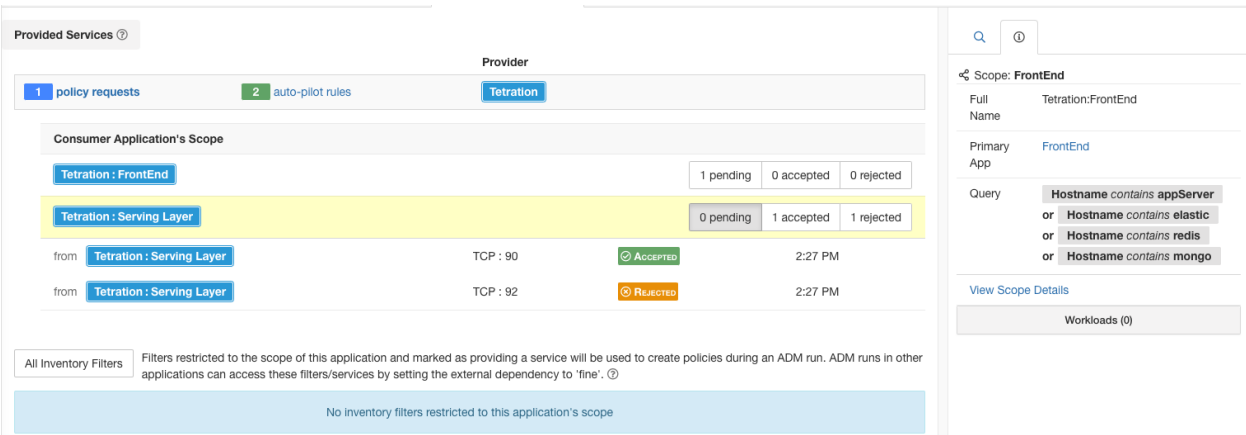 Provided Services ?
Provider
1 policy requests 2 auto-pilot rules Tetration
Consumer Application's Scope
Tetration : FrontEnd 1 pending 0 accepted 0 rejected
Tetration : Serving Layer 0 pending 1 accepted 1 rejected
from Tetration : Serving Layer TCP : 90 ACCEPTED 2:27 PM
from Tetration : Serving Layer TCP : 92 REJECTED 2:27 PM
All Inventory Filters
Filters restricted to the scope of this application and marked as providing a service will be used to create policies during an ADM run. ADM runs in other
applications can access these filters/services by setting the external dependency to 'fine'. ?
No inventory filters restricted to this application's scope
Scope: FrontEnd
Full Tetration:FrontEnd
Name
Primary FrontEnd
App
Query Hostname contains appServer
or Hostname contains elastic
or Hostname contains redis
or Hostname contains mongo
View Scope Details
Workloads (0)